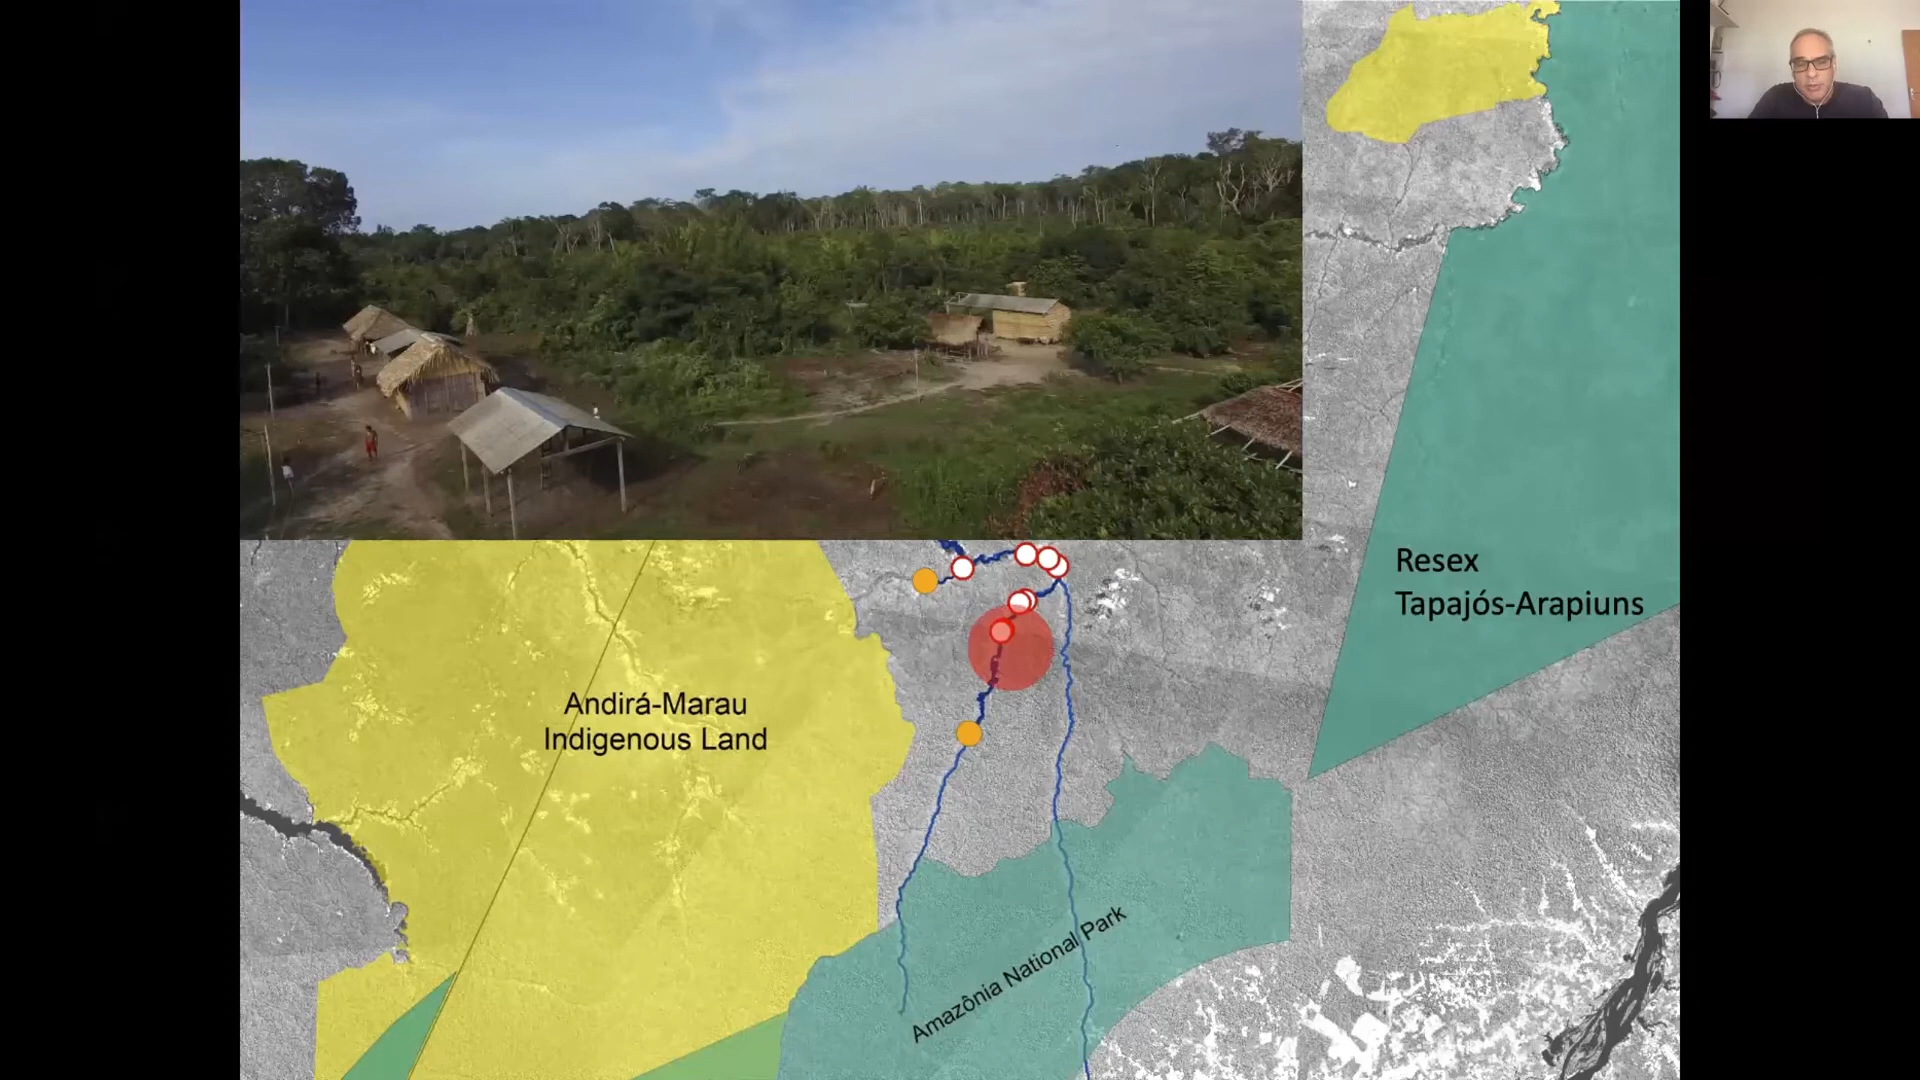 Resex
Tapajós-Arapiuns
Andirá-Marau
Indigenous Land
Amazônia National Park